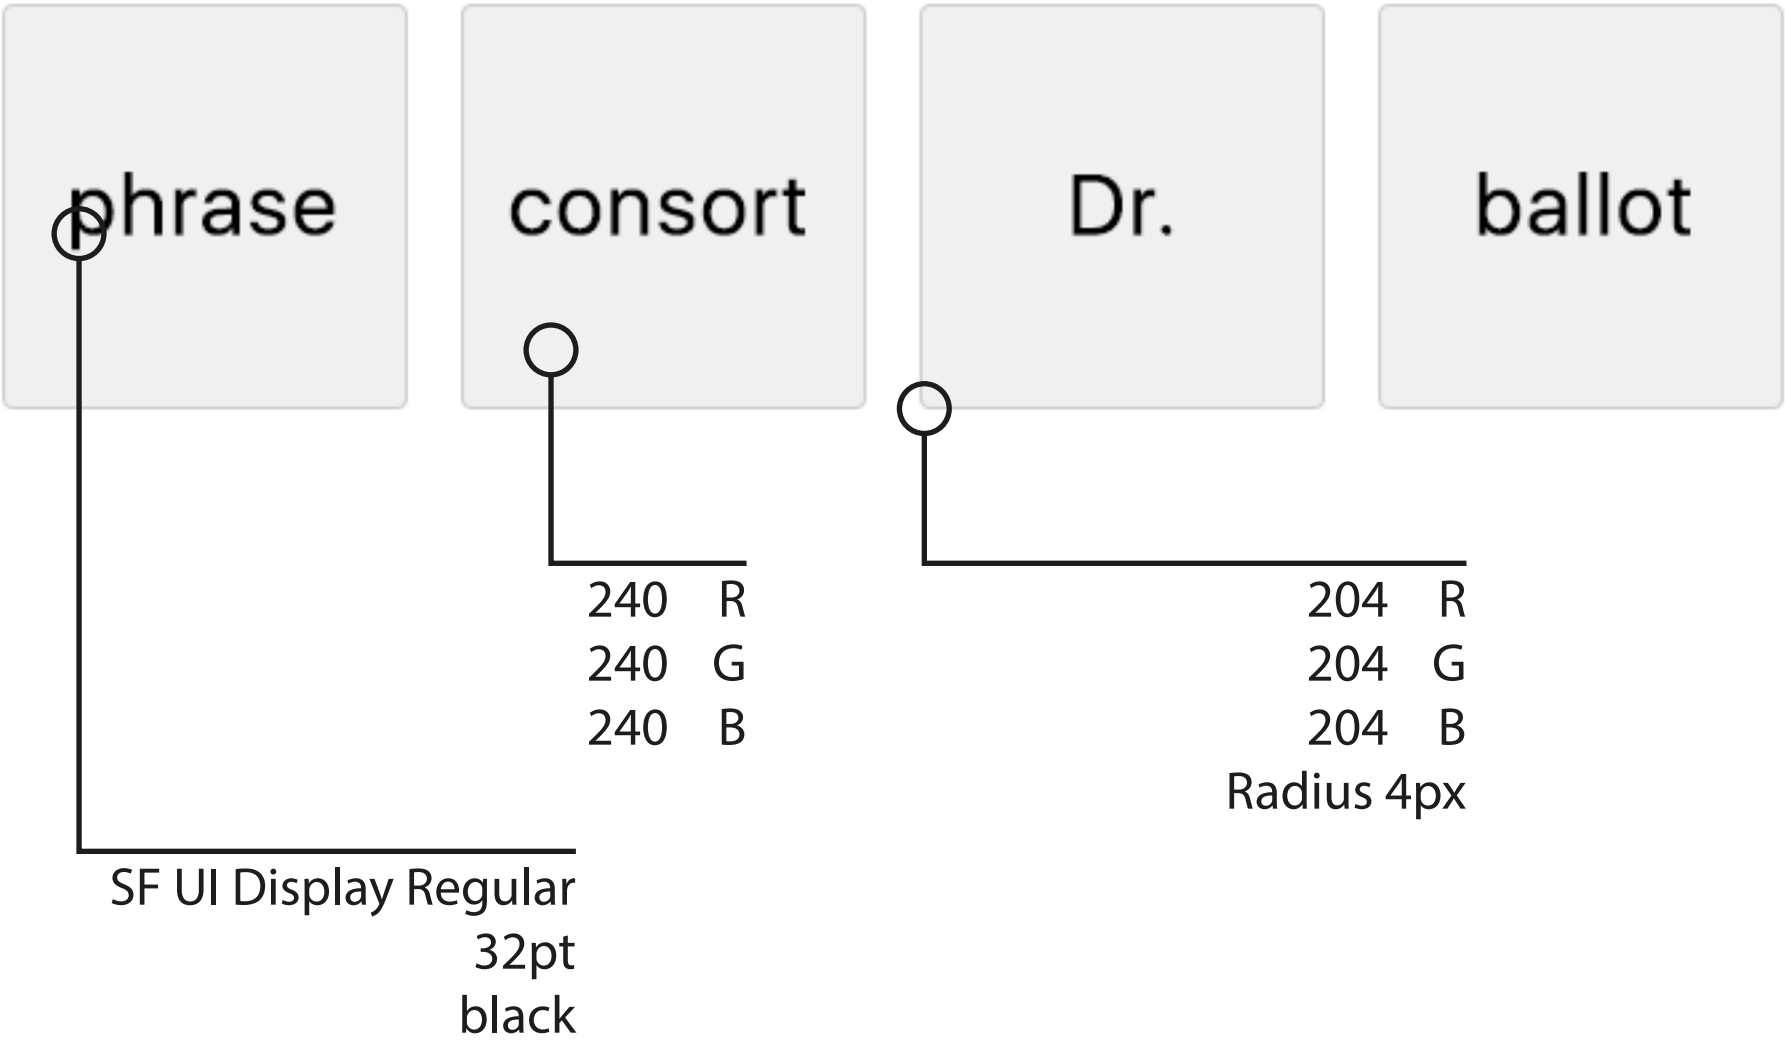 phrase consort Dr. ballot
240 R
240 G
240 B
204 R
204 G
204 B
Radius 4px
SF UI Display Regular
32pt
black